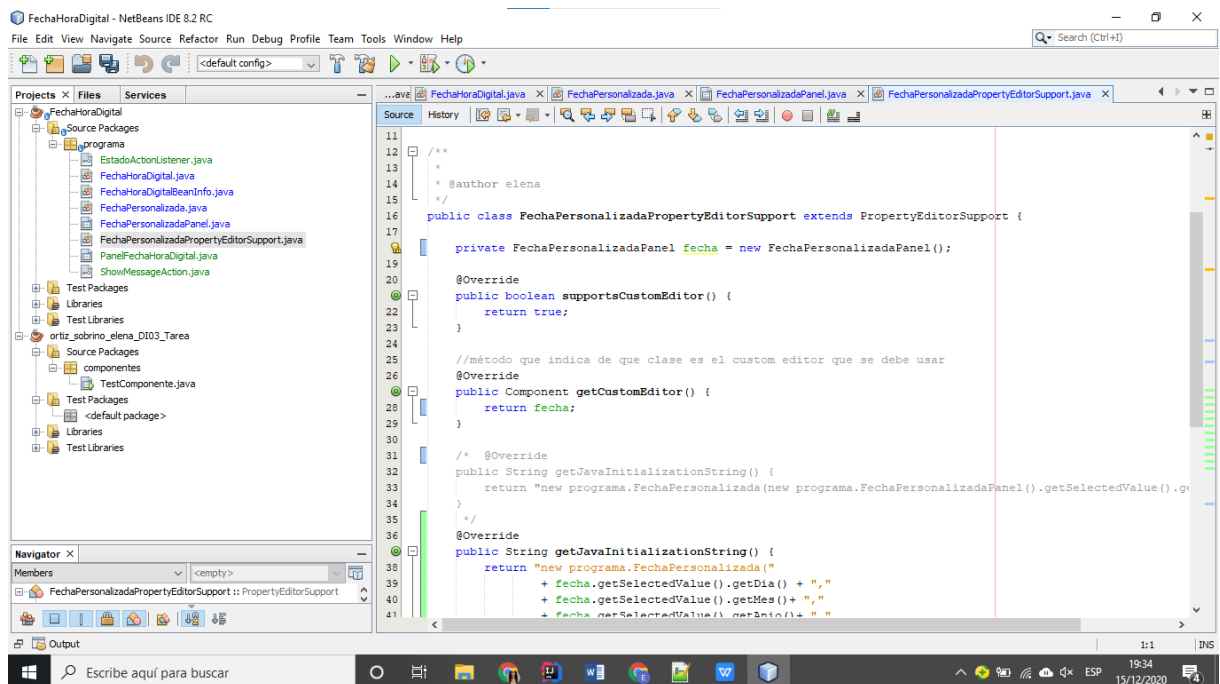 FechaHoraDigital - NetBeans IDE 8.2 RC
File Edit View Navigate Source Refactor Run Debug Profile Team Tools Window Help
Search (Ctrl+I)
<default config>
Projects × Files Services
...ava FechaHoraDigital.java × FechaPersonalizada.java × FechaPersonalizadaPanel.java × FechaPersonalizadaPropertyEditorSupport.java ×
Source History
FechaHoraDigital
Source Packages
programa
EstadoActionListener.java
FechaHoraDigital.java
FechaHoraDigitalBeanInfo.java
FechaPersonalizada.java
FechaPersonalizadaPanel.java
FechaPersonalizadaPropertyEditorSupport.java
PanelFechaHoraDigital.java
ShowMessageAction.java
Test Packages
Libraries
Test Libraries
ortiz_sobrino_elena_DI03_Tarea
Source Packages
componentes
TestComponente.java
Test Packages
<default package>
Libraries
Test Libraries
Navigator ×
Members <empty>
FechaPersonalizadaPropertyEditorSupport :: PropertyEditorSupport
11
12 /**
13 *
14 * @author elena
15 */
16 public class FechaPersonalizadaPropertyEditorSupport extends PropertyEditorSupport {
17
private FechaPersonalizadaPanel fecha = new FechaPersonalizadaPanel();
19
20 @Override
public boolean supportsCustomEditor() {
22 return true;
23 }
24
25 //método que indica de que clase es el custom editor que se debe usar
26 @Override
public Component getCustomEditor() {
28 return fecha;
29 }
30
31 /* @Override
32 public String getJavaInitializationString() {
33 return "new programa.FechaPersonalizada(new programa.FechaPersonalizadaPanel().getSelectedValue().ge
34 }
35 */
36 @Override
public String getJavaInitializationString() {
38 return "new programa.FechaPersonalizada("
39 + fecha.getSelectedValue().getDia() + ","
40 + fecha.getSelectedValue().getMes()+ ","
41 + fecha.getSelectedValue().getAnio()+ ","
Output
1:1 INS
Escribe aquí para buscar
ESP
19:34
15/12/2020
4